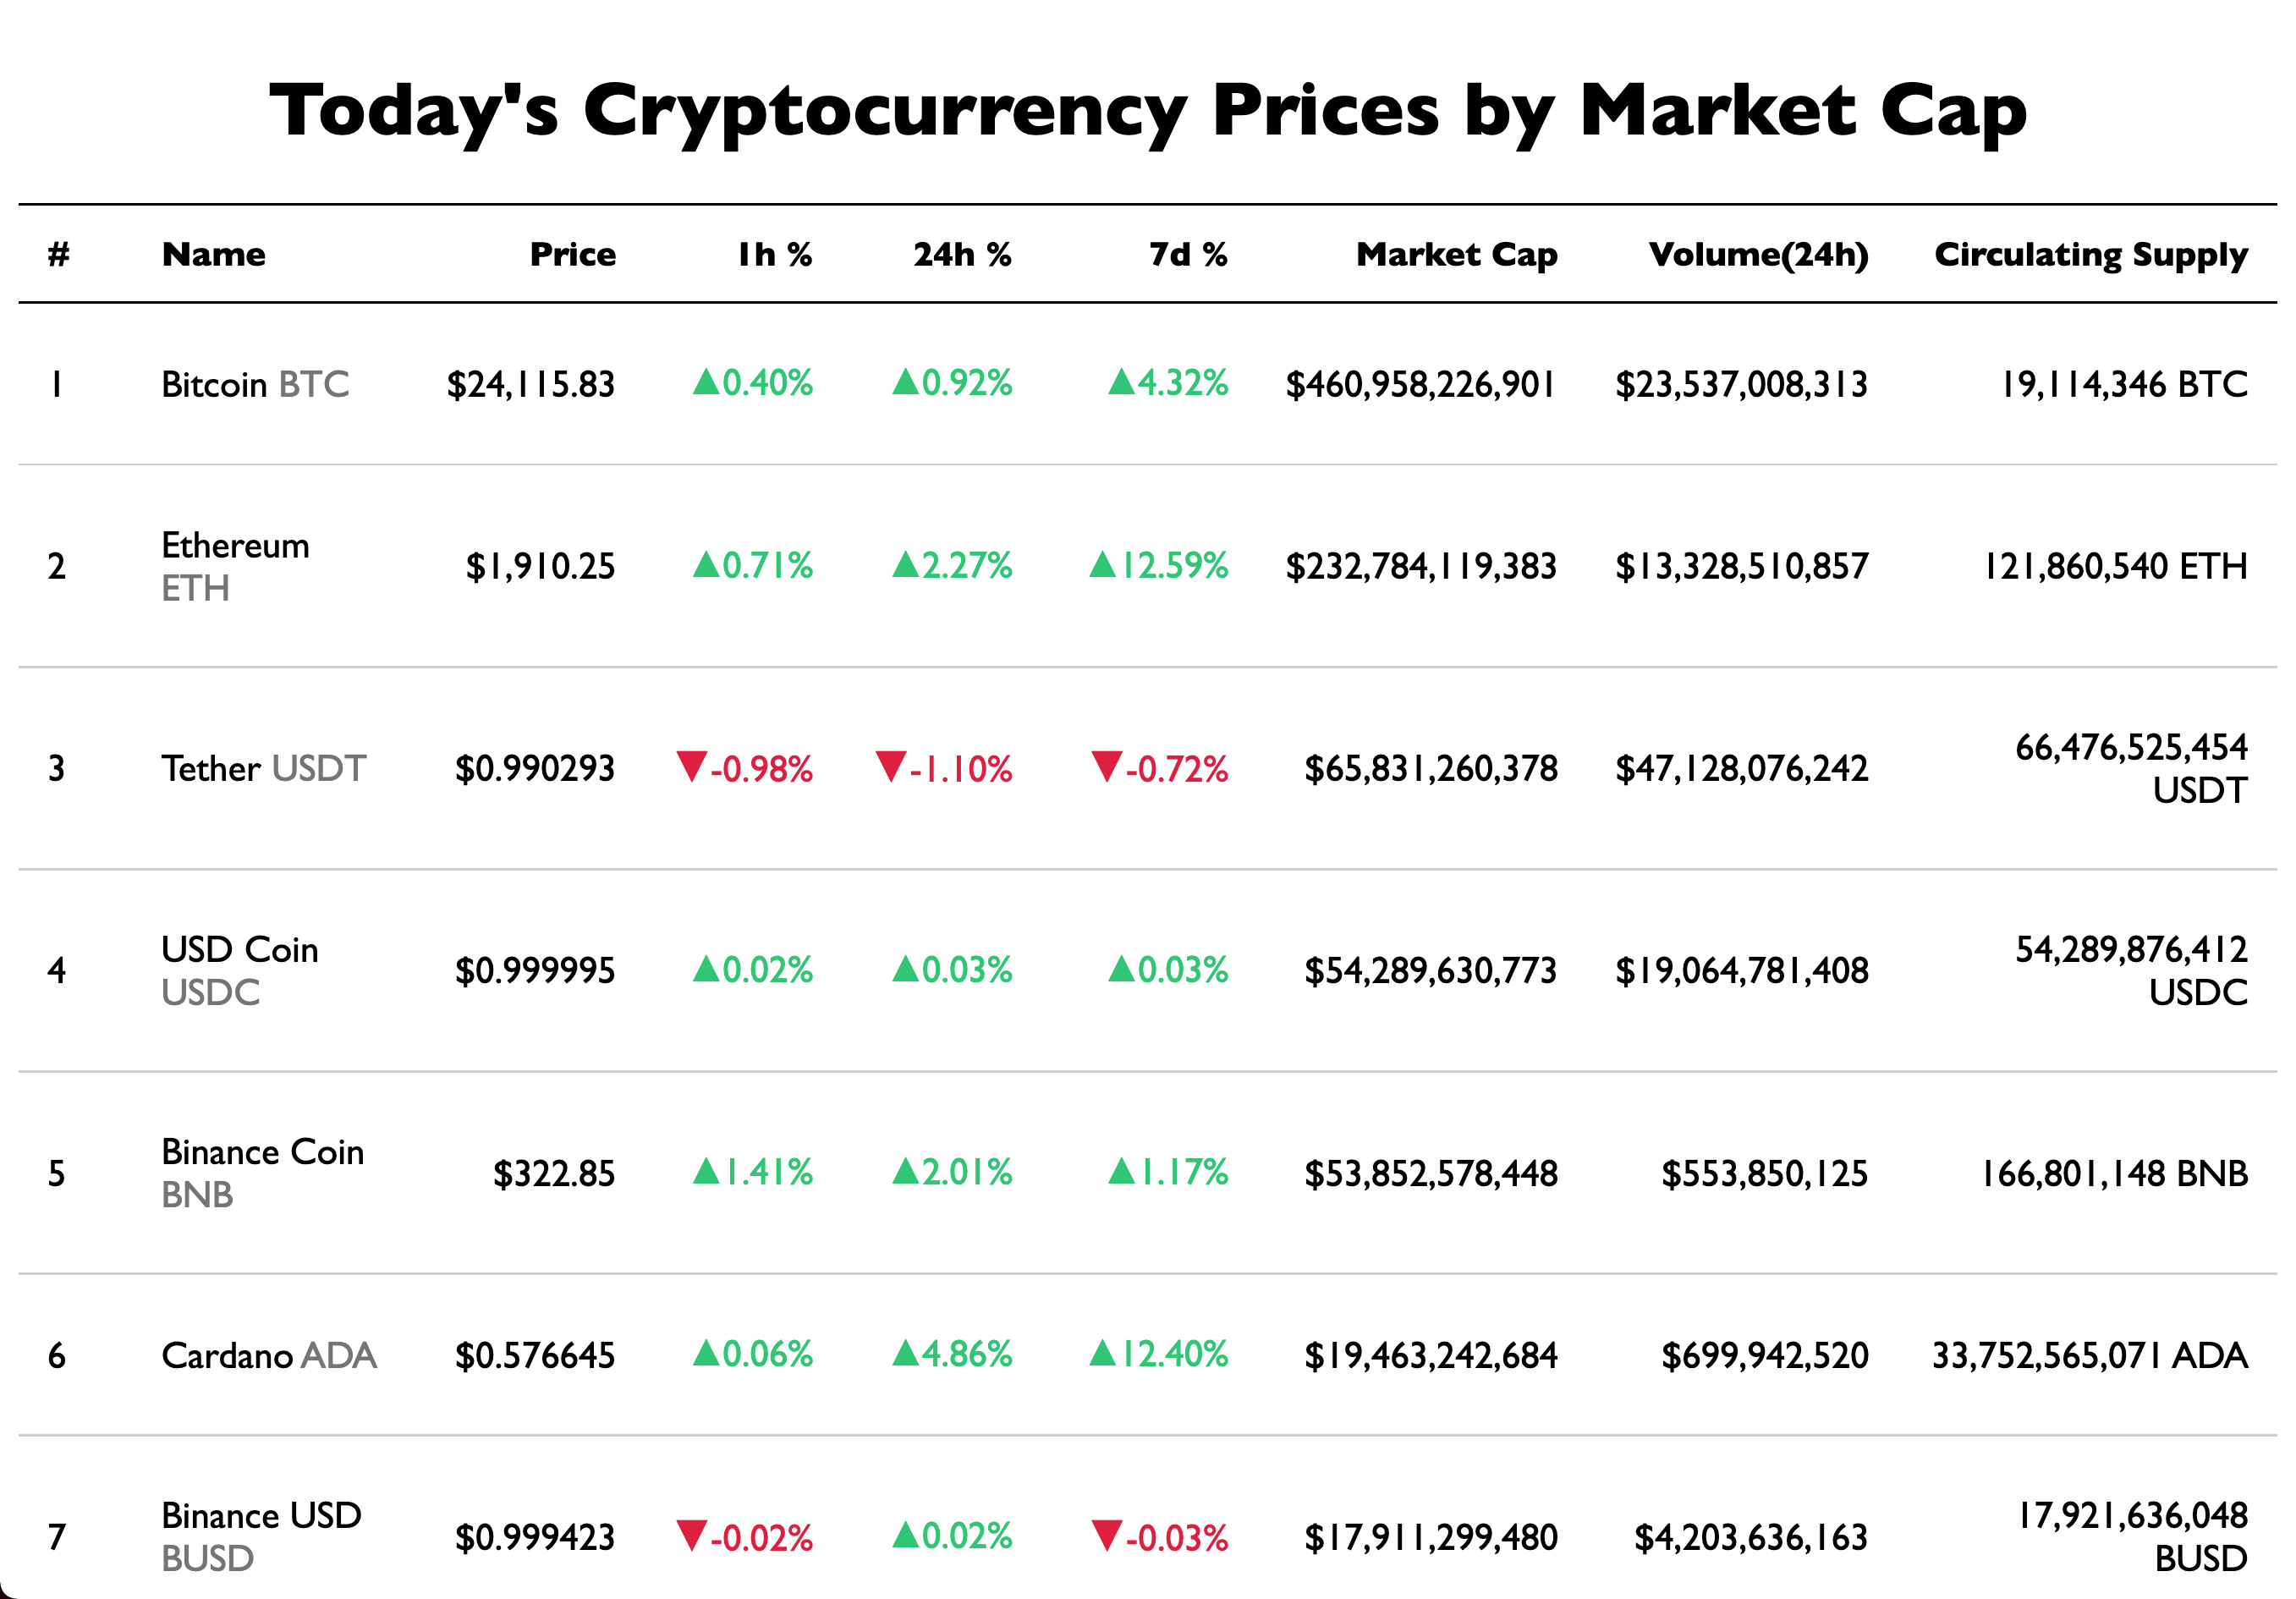 Today's Cryptocurrency Prices by Market Cap
# Name Price 1h % 24h % 7d % Market Cap Volume(24h) Circulating Supply
1 Bitcoin BTC $24,115.83 ▲0.40% ▲0.92% ▲4.32% $460,958,226,901 $23,537,008,313 19,114,346 BTC
Ethereum
2 $1,910.25 ▲0.71% ▲2.27% ▲12.59% $232,784,119,383 $13,328,510,857 121,860,540 ETH
ETH
66,476,525,454
3 Tether USDT $0.990293 ▼-0.98% ▼-1.10% ▼-0.72% $65,831,260,378 $47,128,076,242
USDT
USD Coin 54,289,876,412
4 $0.999995 ▲0.02% ▲0.03% ▲0.03% $54,289,630,773 $19,064,781,408
USDC USDC
Binance Coin
5 $322.85 ▲1.41% ▲2.01% ▲1.17% $53,852,578,448 $553,850,125 166,801,148 BNB
BNB
6 Cardano ADA $0.576645 ▲0.06% ▲4.86% ▲12.40% $19,463,242,684 $699,942,520 33,752,565,071 ADA
Binance USD 17,921,636,048
7 $0.999423 ▼-0.02% ▲0.02% ▼-0.03% $17,911,299,480 $4,203,636,163
BUSD BUSD